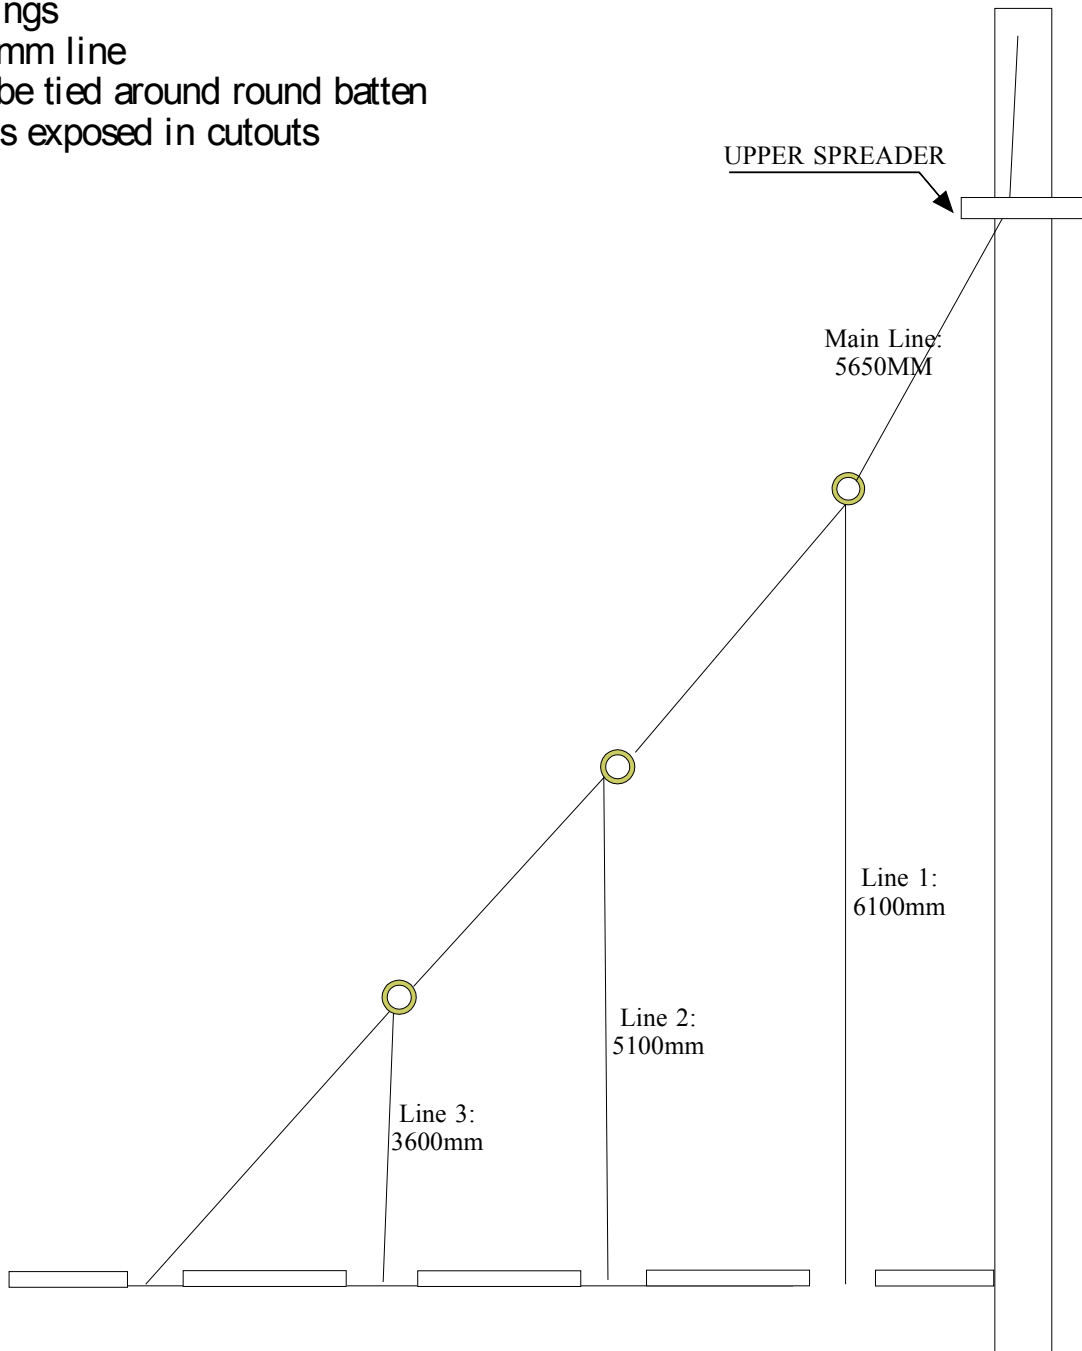 ngs
mm line
be tied around round batten
s exposed in cutouts
UPPER SPREADER
Main Line:
5650MM
Line 1:
6100mm
Line 2:
5100mm
Line 3:
3600mm